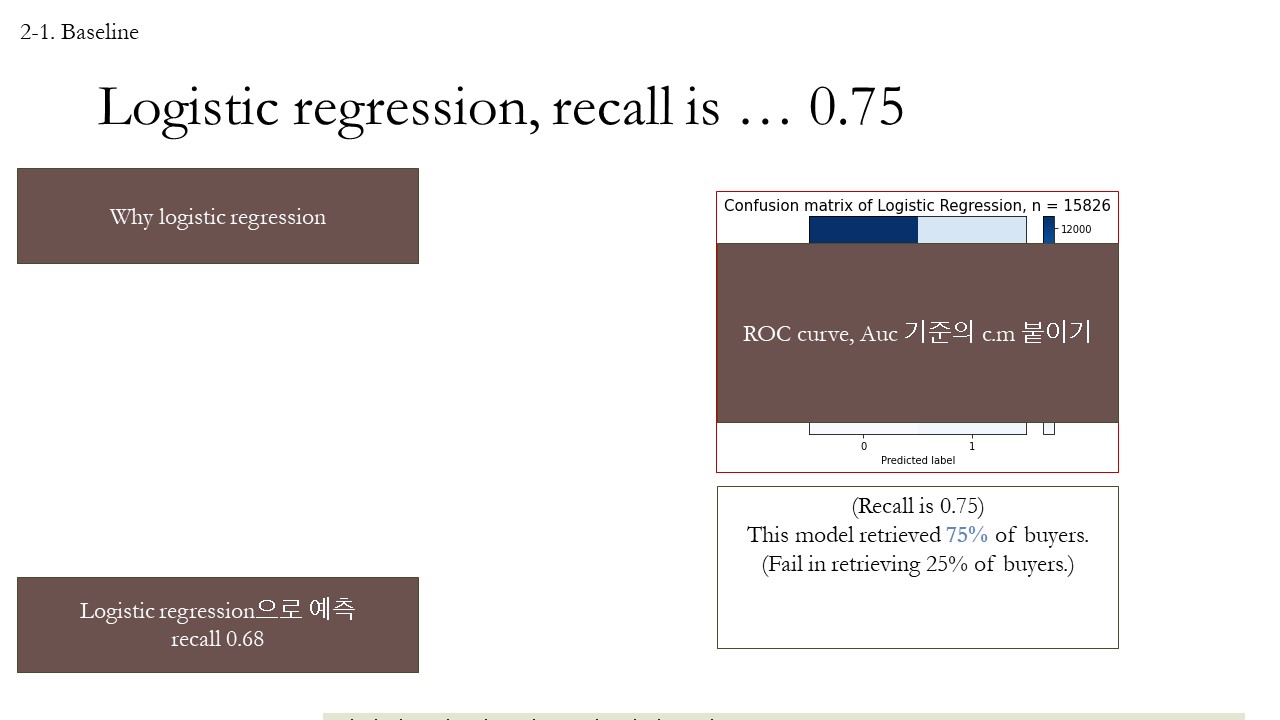 2-1. Baseline
Logistic regression, recall is … 0.75
Why logistic regression
Confusion matrix of Logistic Regression, n = 15826
12000
ROC curve, Auc 기준의 c.m 붙이기
0 1
Predicted label
(Recall is 0.75)
This model retrieved 75% of buyers.
(Fail in retrieving 25% of buyers.)
Logistic regression으로 예측
recall 0.68